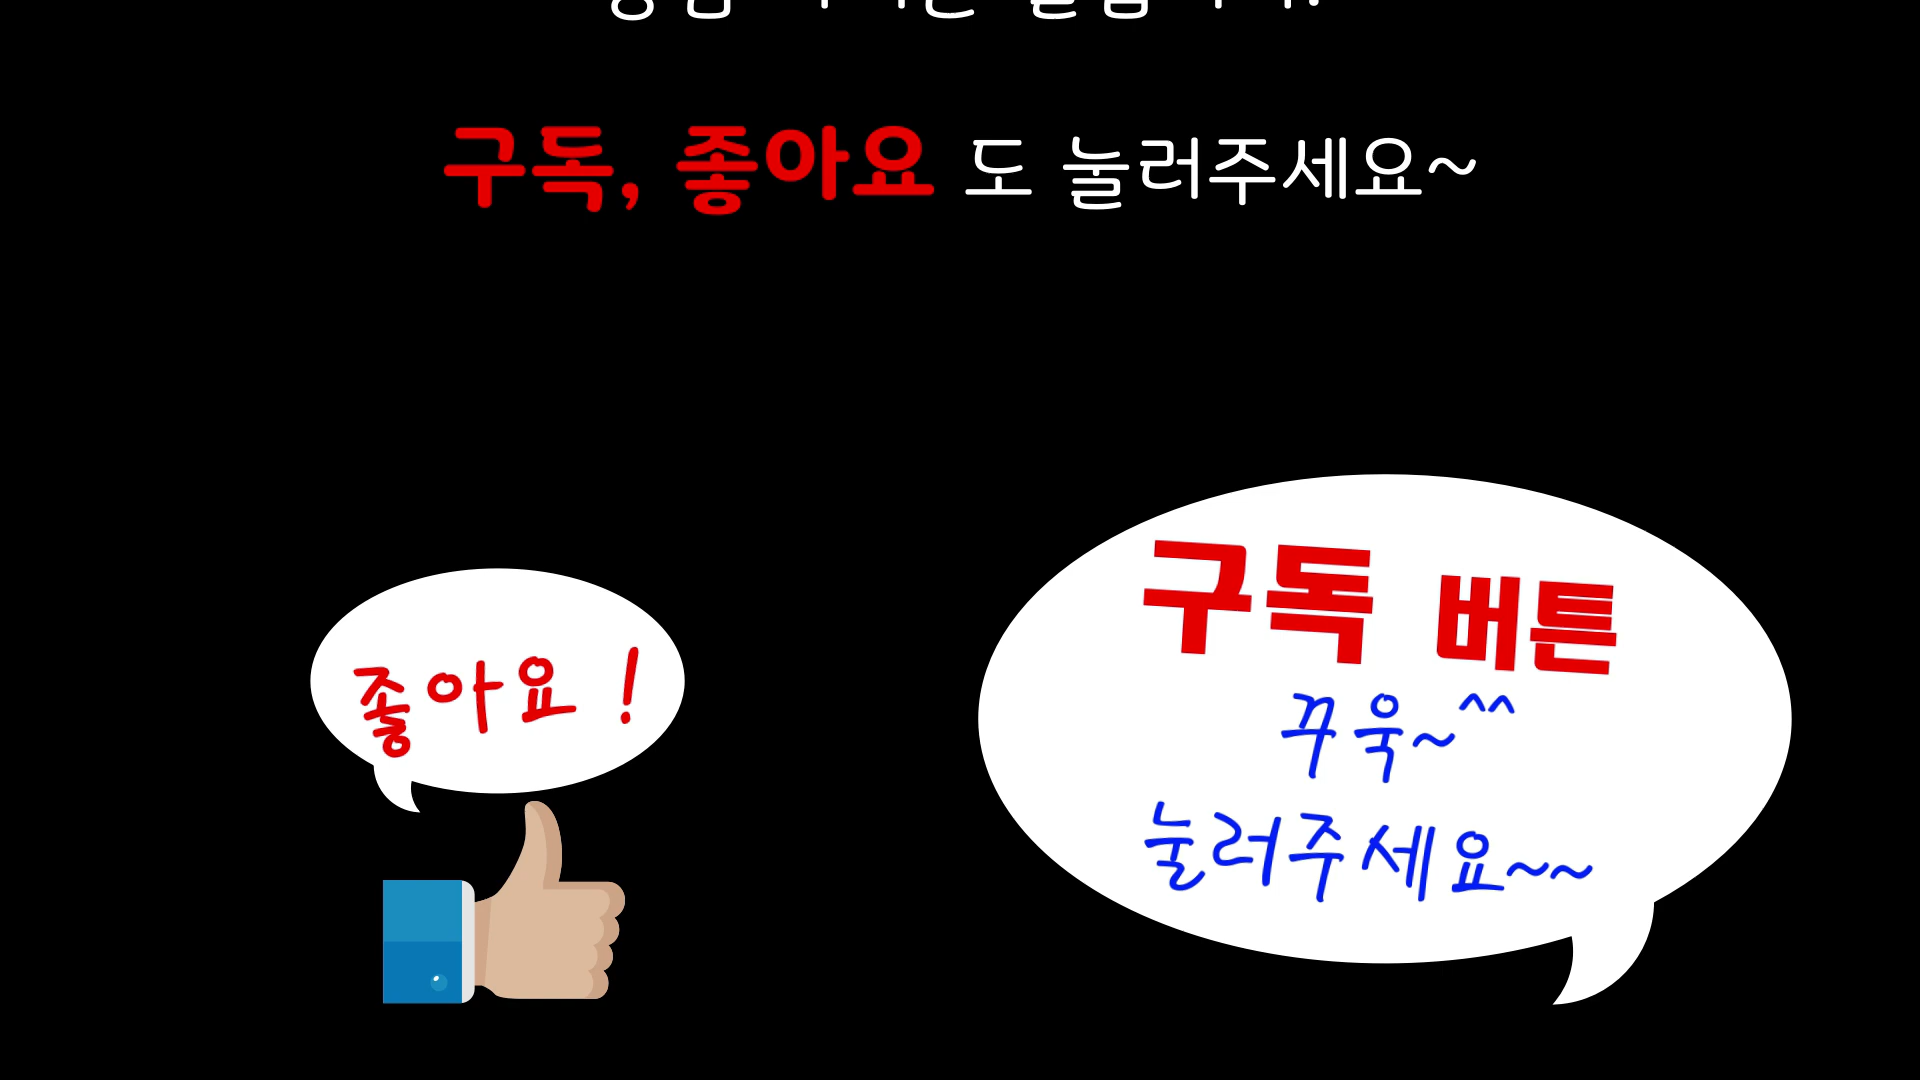 구독, 좋아요 도 눌러주세요~
좋아요 !
구독 버튼
꾸욱~^^
눌러주세요~~